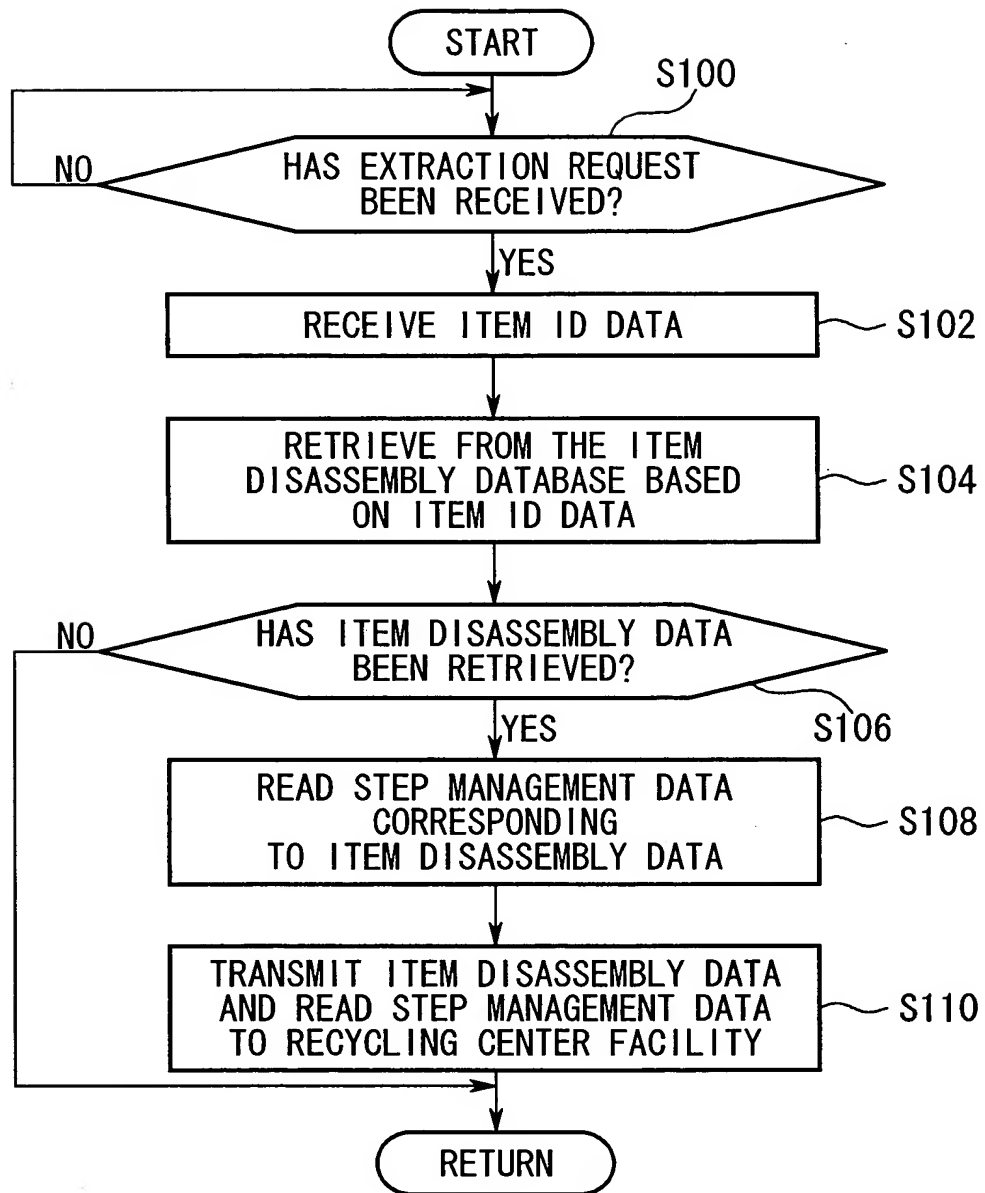 START
S100
HAS EXTRACTION REQUEST
NO
BEEN RECEIVED?
YES
RECEIVE ITEM ID DATA
S102
RETRIEVE FROM THE ITEM
DISASSEMBLY DATABASE BASED
ON ITEM ID DATA
S104
NO
HAS ITEM DISASSEMBLY DATA
BEEN RETRIEVED?
S106
YES
READ STEP MANAGEMENT DATA
CORRESPONDING
TO ITEM DISASSEMBLY DATA
S108
TRANSMIT ITEM DISASSEMBLY DATA
AND READ STEP MANAGEMENT DATA
TO RECYCLING CENTER FACILITY
S110
RETURN